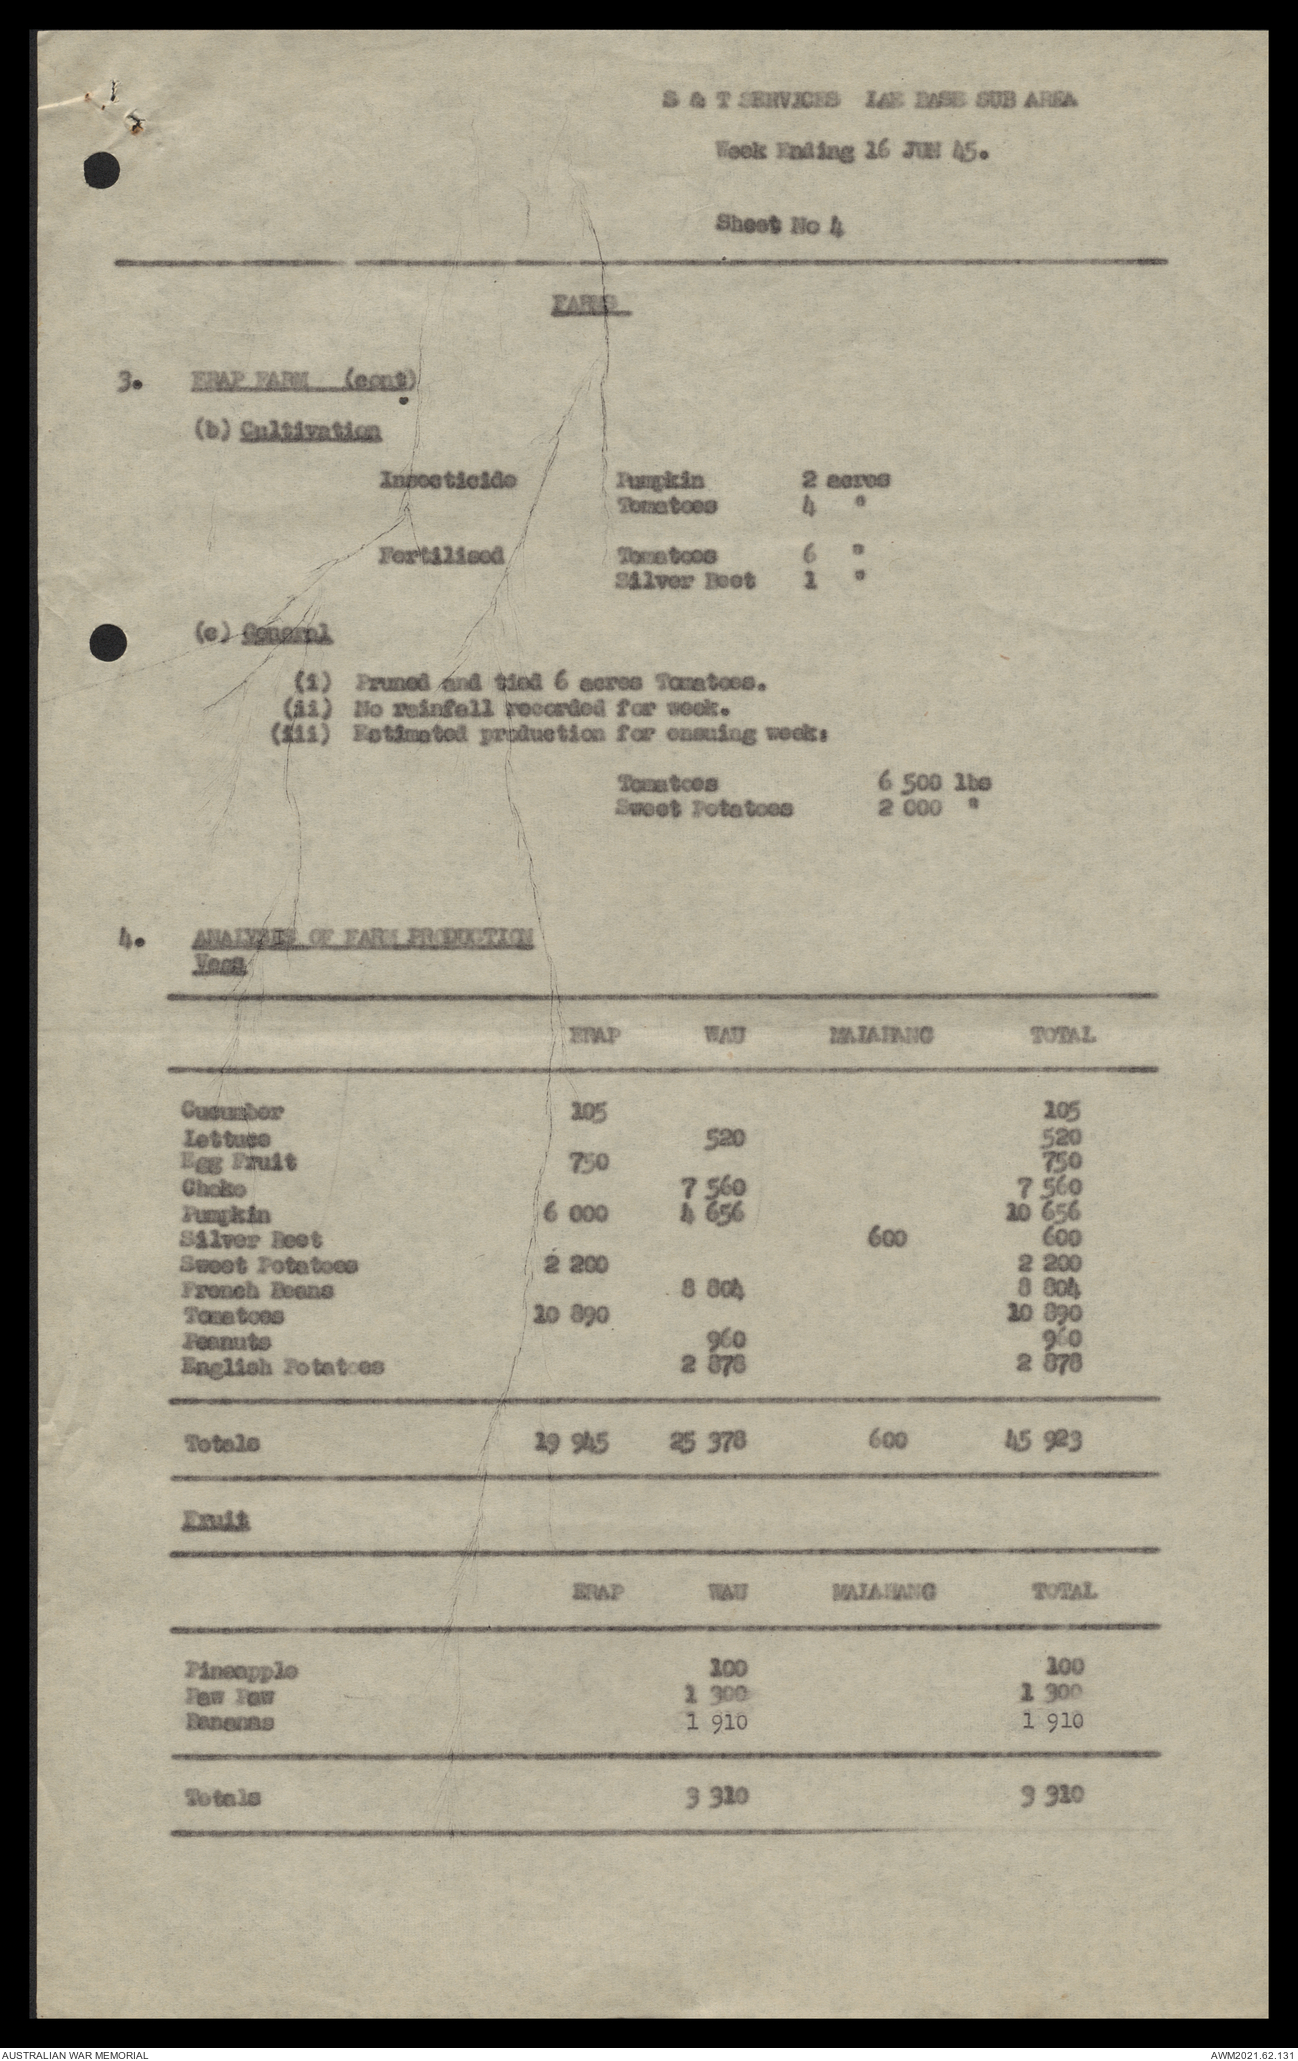 S & T SERVICES LAE BASE SUB AREA
Week Ending 16 JUN 45.
Sheet No 4
FARMS
3. ERAP FARM (cont)
(b) Cultivation
Insecticide Pumpkin 2 acres
Tomatoes 4 "
Fertilised Tomatoes 6 "
Silver Beet 1 "
(c) General
(i) Pruned and tied 6 acres Tomatoes.
(ii) No rainfall recorded for week.
(iii) Estimated production for ensuing week:
Tomatoes 6 500 lbs
Sweet Potatoes 2 000 "
4. ANALYSIS OF FARM PRODUCTION
Vegs
ERAP WAU MAIAHANG TOTAL
Cucumber 105 105
Lettuce 520 520
Egg Fruit 750 750
Choko 7 560 7 560
Pumpkin 6 000 4 656 10 656
Silver Beet 600 600
Sweet Potatoes 2 200 2 200
French Beans 8 804 8 804
Tomatoes 10 890 10 890
Peanuts 960 960
English Potatoes 2 878 2 878
Totals 19 945 25 378 600 45 923
Fruit
ERAP WAU MAIAHANG TOTAL
Pineapple 100 100
Paw Paw 1 300 1 300
Bananas 1 910 1 910
Totals 3 310 3 310
AUSTRALIAN WAR MEMORIAL
AWM2021.62.131